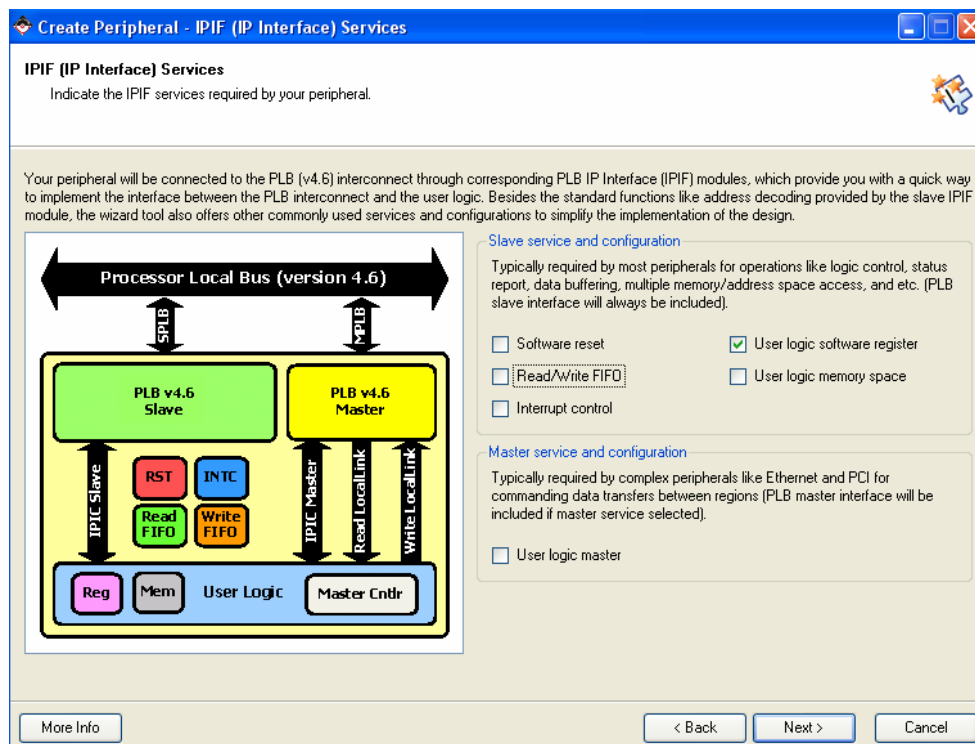 Create Peripheral - IPIF (IP Interface) Services
IPIF (IP Interface) Services
Indicate the IPIF services required by your peripheral.
Your peripheral will be connected to the PLB (v4.6) interconnect through corresponding PLB IP Interface (IPIF) modules, which provide you with a quick way
to implement the interface between the PLB interconnect and the user logic. Besides the standard functions like address decoding provided by the slave IPIF
module, the wizard tool also offers other commonly used services and configurations to simplify the implementation of the design.
Processor Local Bus (version 4.6)
SPLB
MPLB
PLB v4.6
Slave
PLB v4.6
Master
IPIC Slave
RST
INTC
Read
FIFO
Write
FIFO
IPIC Master
Read LocalLink
Write LocalLink
Reg
Mem
User Logic
Master Cntlr
Slave service and configuration
Typically required by most peripherals for operations like logic control, status
report, data buffering, multiple memory/address space access, and etc. (PLB
slave interface will always be included).
Software reset
User logic software register
Read/Write FIFO
User logic memory space
Interrupt control
Master service and configuration
Typically required by complex peripherals like Ethernet and PCI for
commanding data transfers between regions (PLB master interface will be
included if master service selected).
User logic master
More Info
< Back
Next >
Cancel